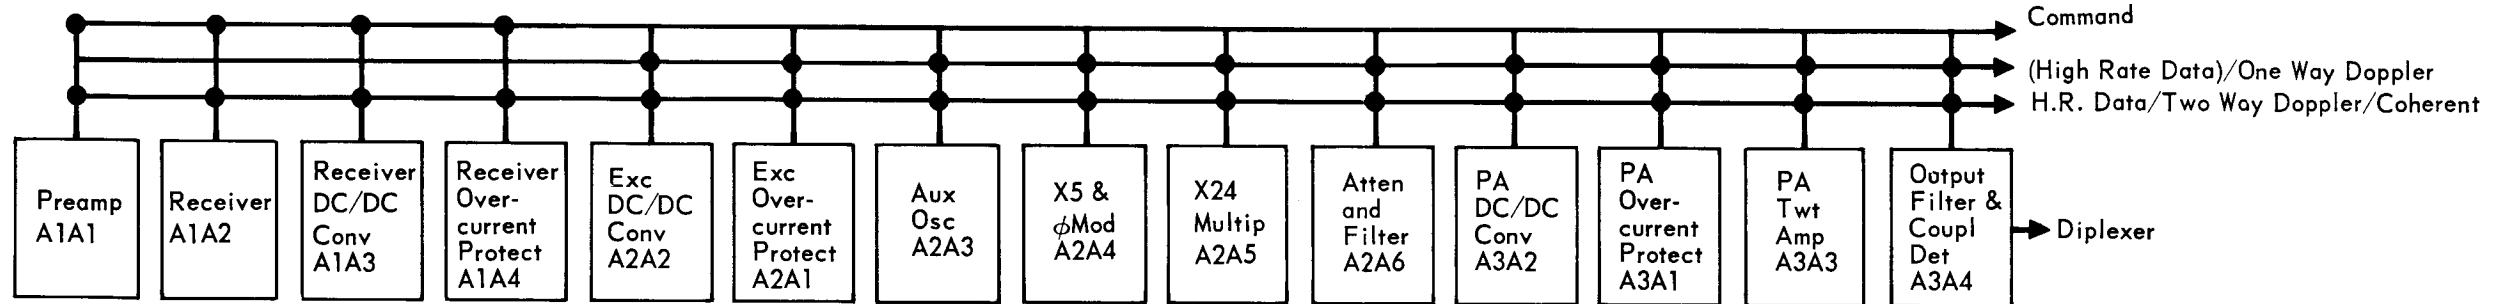 Command
(High Rate Data)/One Way Doppler
H.R. Data/Two Way Doppler/Coherent
Preamp
A1A1
Receiver
A1A2
Receiver
DC/DC
Conv
A1A3
Receiver
Over-
current
Protect
A1A4
Exc
DC/DC
Conv
A2A2
Exc
Over-
current
Protect
A2A1
Aux
Osc
A2A3
X5 &
ϕMod
A2A4
X24
Multip
A2A5
Atten
and
Filter
A2A6
PA
DC/DC
Conv
A3A2
PA
Over-
current
Protect
A3A1
PA
Twt
Amp
A3A3
Output
Filter &
Coupl
Det
A3A4
Diplexer